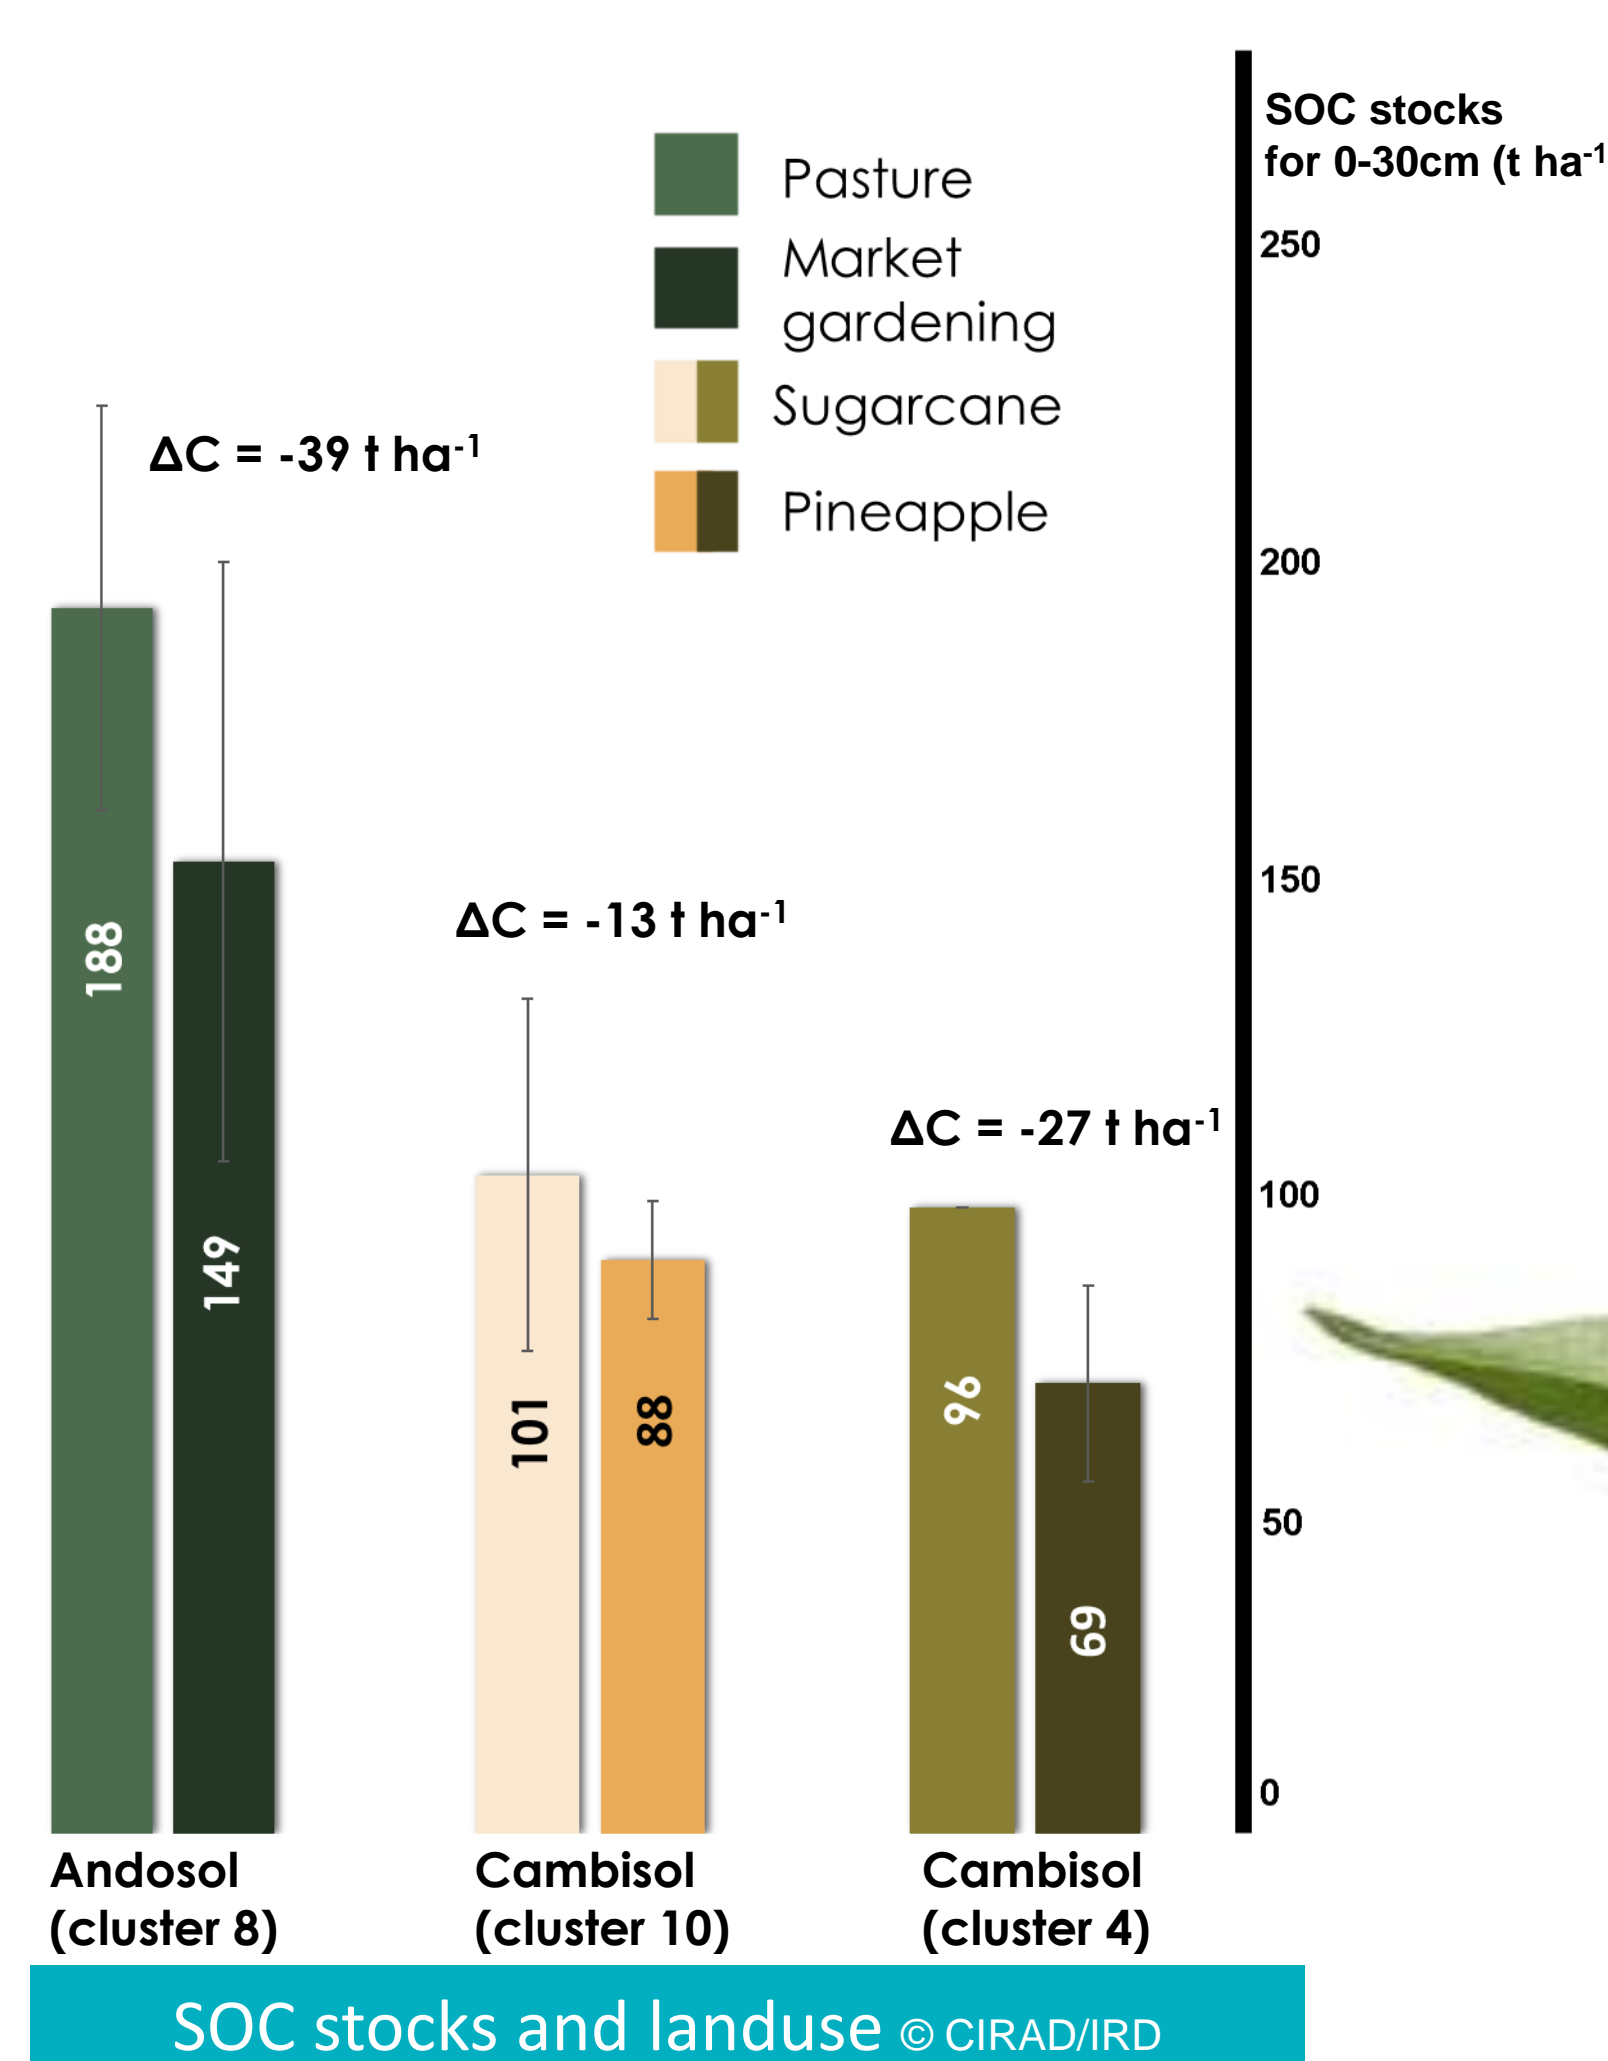 SOC stocks
for 0-30cm (t ha-1
250
200
150
100
50
0
Pasture
Market
gardening
Sugarcane
Pineapple
ΔC = -39 t ha-1
ΔC = -13 t ha-1
ΔC = -27 t ha-1
188
149
101
88
96
69
Andosol
(cluster 8)
Cambisol
(cluster 10)
Cambisol
(cluster 4)
SOC stocks and landuse © CIRAD/IRD